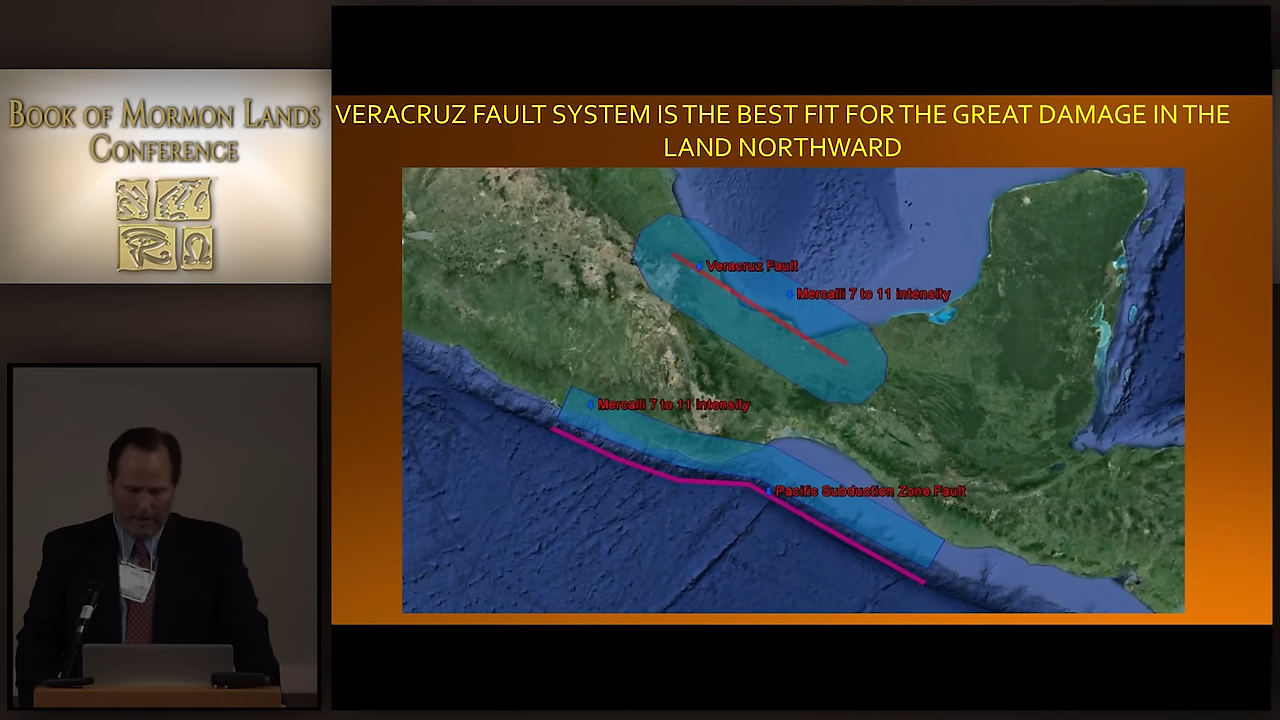 BOOK OF MORMON LANDS
CONFERENCE
VERACRUZ FAULT SYSTEM IS THE BEST FIT FOR THE GREAT DAMAGE IN THE
LAND NORTHWARD
Veracruz Fault
Mercalli 7 to 11 intensity
Mercalli 7 to 11 intensity
Pacific Subduction Zone Fault